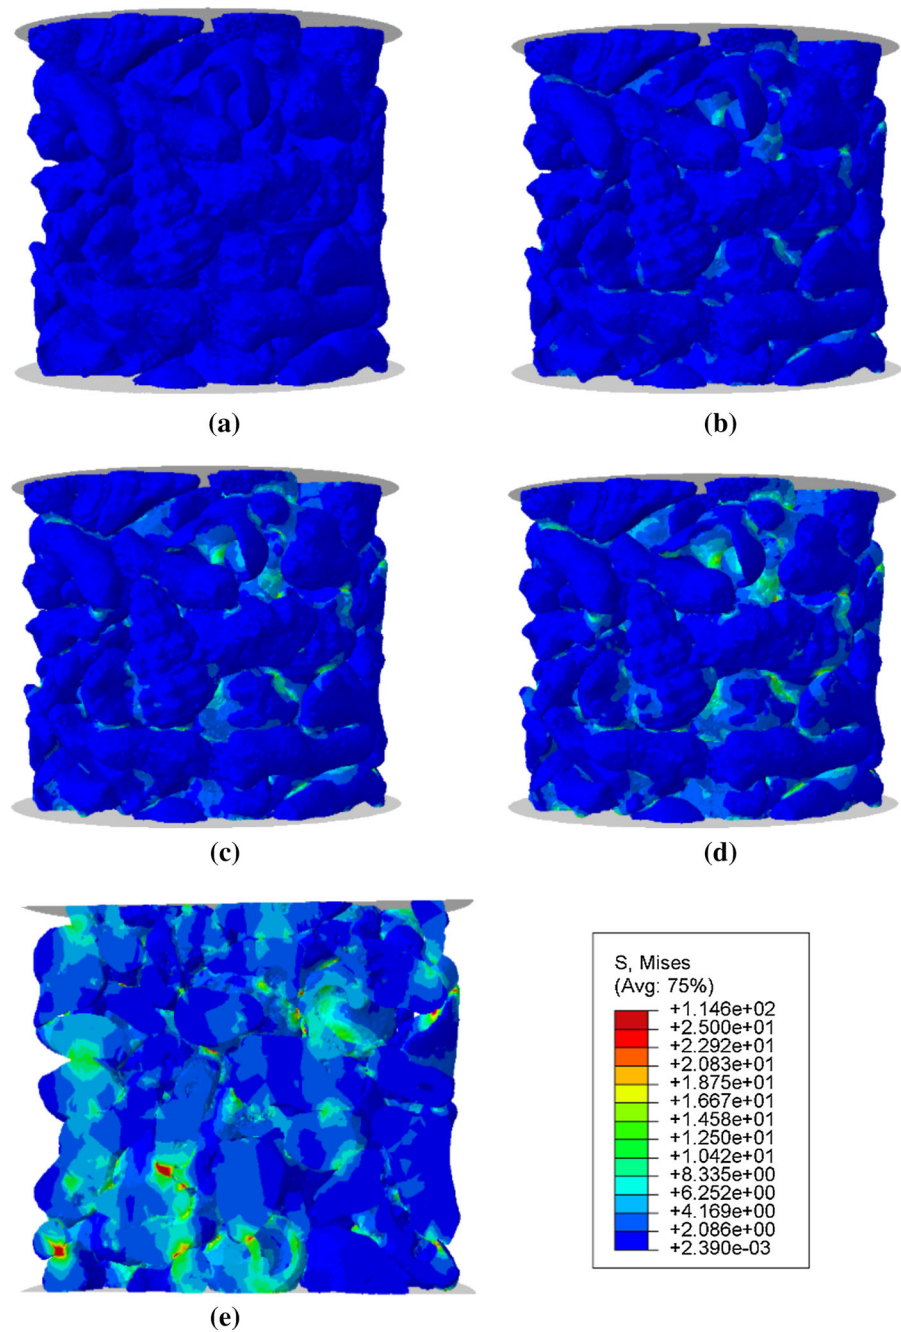 (a)
(b)
(c)
(d)
S, Mises
(Avg: 75%)
+1.146e+02
+2.500e+01
+2.292e+01
+2.083e+01
+1.875e+01
+1.667e+01
+1.458e+01
+1.250e+01
+1.042e+01
+8.335e+00
+6.252e+00
+4.169e+00
+2.086e+00
+2.390e-03
(e)